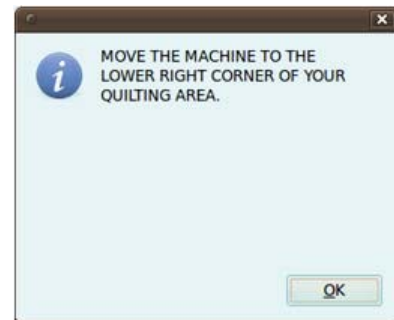 MOVE THE MACHINE TO THE
LOWER RIGHT CORNER OF YOUR
QUILTING AREA.
OK